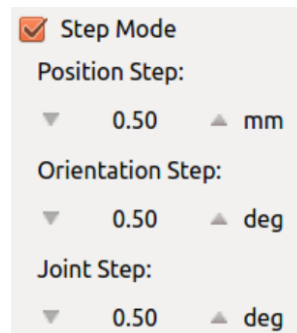 Step Mode
Position Step:
0.50 mm
Orientation Step:
0.50 deg
Joint Step:
0.50 deg